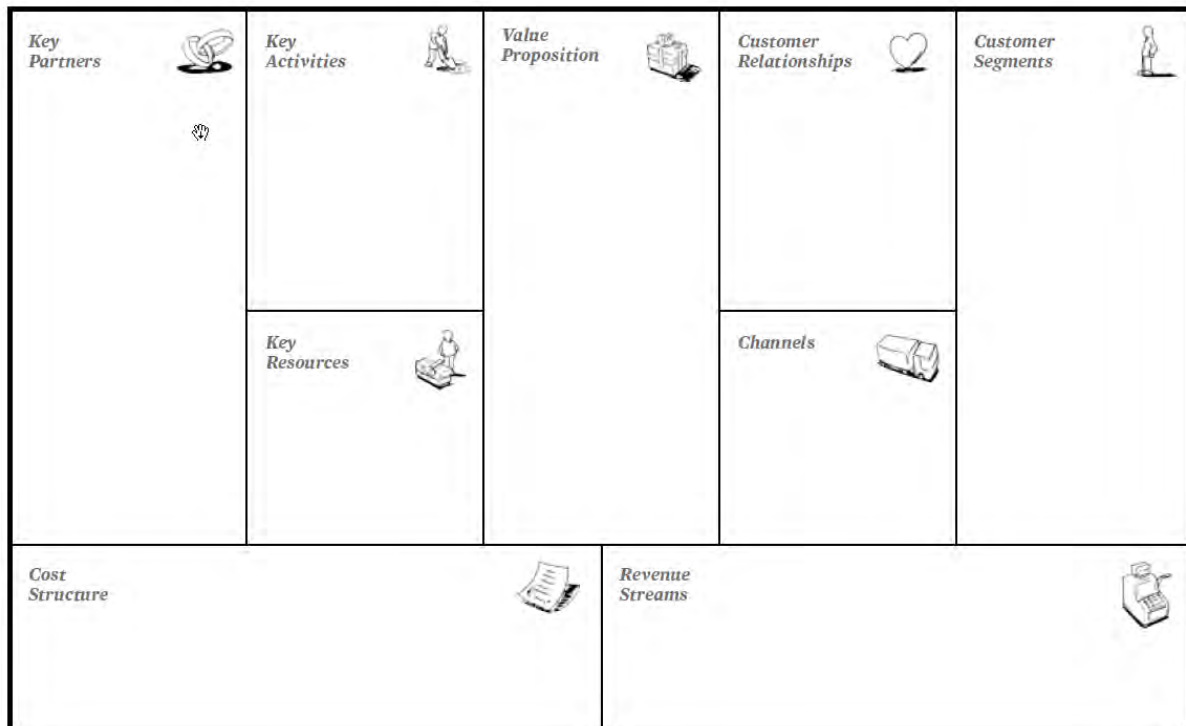 Key
Partners
Key
Activities
Value
Proposition
Customer
Relationships
Customer
Segments
Key
Resources
Channels
Cost
Structure
Revenue
Streams